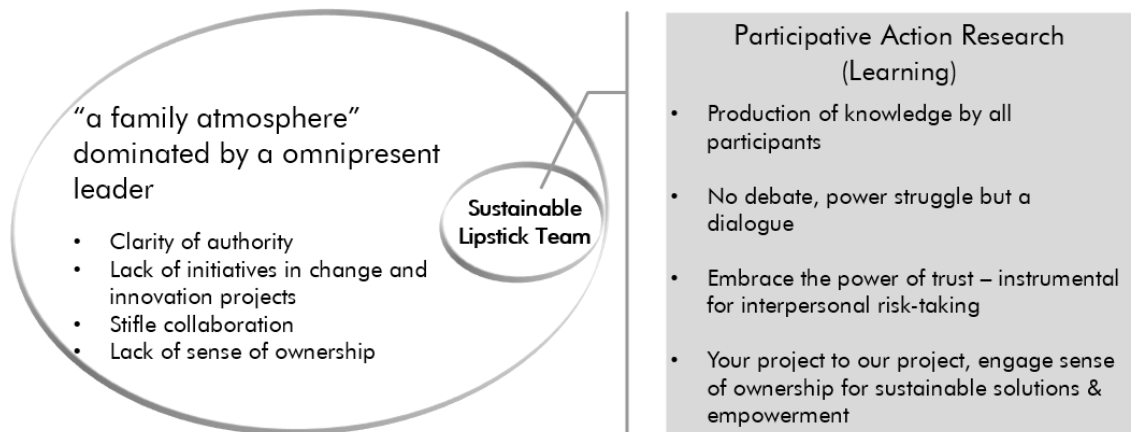 “a family atmosphere”
dominated by a omnipresent
leader
• Clarity of authority
• Lack of initiatives in change and
innovation projects
• Stifle collaboration
• Lack of sense of ownership
Sustainable
Lipstick Team
Participative Action Research
(Learning)
• Production of knowledge by all
participants
• No debate, power struggle but a
dialogue
• Embrace the power of trust – instrumental
for interpersonal risk-taking
• Your project to our project, engage sense
of ownership for sustainable solutions &
empowerment